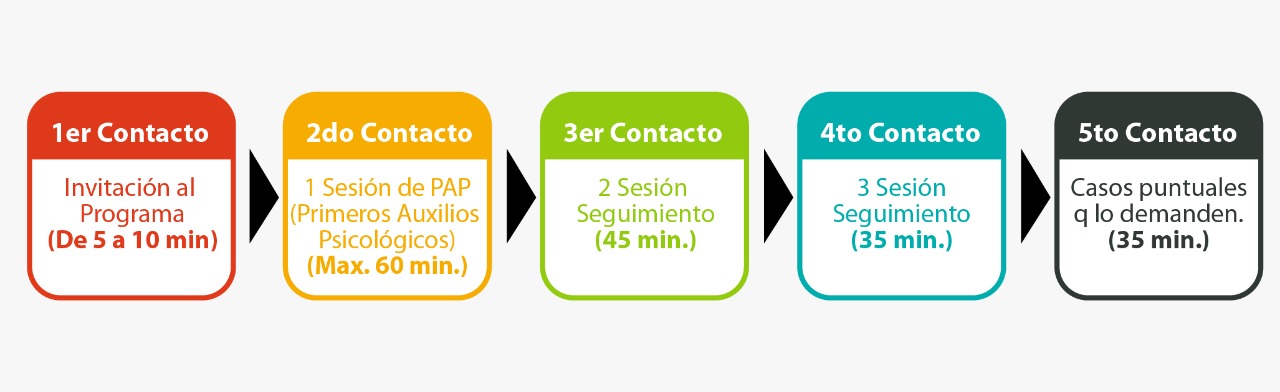 1er Contacto
Invitación al
Programa
(De 5 a 10 min)
2do Contacto
1 Sesión de PAP
(Primeros Auxilios
Psicológicos)
(Max. 60 min.)
3er Contacto
2 Sesión
Seguimiento
(45 min.)
4to Contacto
3 Sesión
Seguimiento
(35 min.)
5to Contacto
Casos puntuales
q lo demanden.
(35 min.)